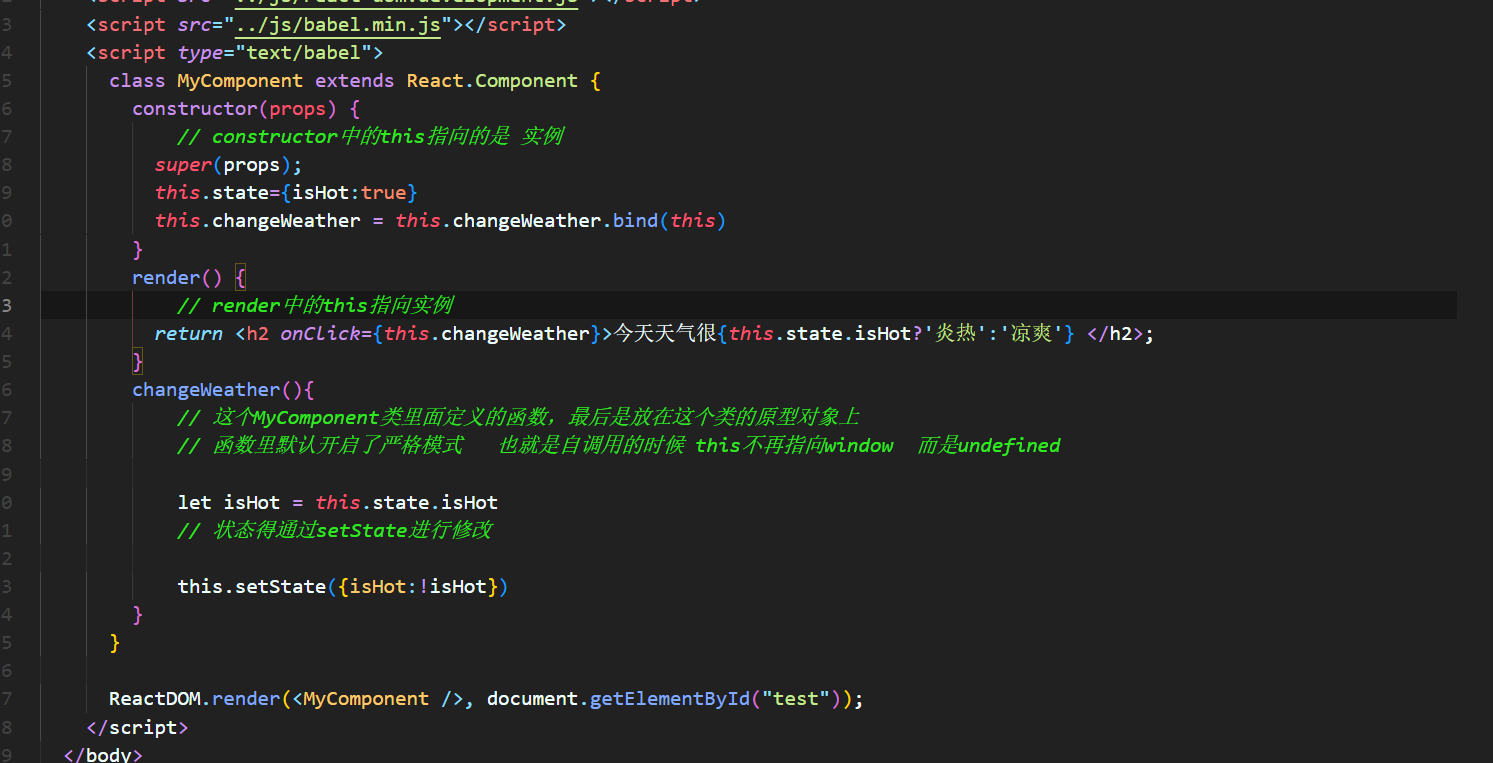 <script src="../js/react-dom.development.js"></script>
3 <script src="../js/babel.min.js"></script>
4 <script type="text/babel">
5 class MyComponent extends React.Component {
6 constructor(props) {
7 // constructor中的this指向的是 实例
8 super(props);
9 this.state={isHot:true}
0 this.changeWeather = this.changeWeather.bind(this)
1 }
2 render() {
3 // render中的this指向实例
4 return <h2 onClick={this.changeWeather}>今天天气很{this.state.isHot?'炎热':'凉爽'} </h2>;
5 }
6 changeWeather(){
7 // 这个MyComponent类里面定义的函数，最后是放在这个类的原型对象上
8 // 函数里默认开启了严格模式 也就是自调用的时候 this不再指向window 而是undefined
9
0 let isHot = this.state.isHot
1 // 状态得通过setState进行修改
2
3 this.setState({isHot:!isHot})
4 }
5 }
6
7 ReactDOM.render(<MyComponent />, document.getElementById("test"));
8 </script>
9 </body>